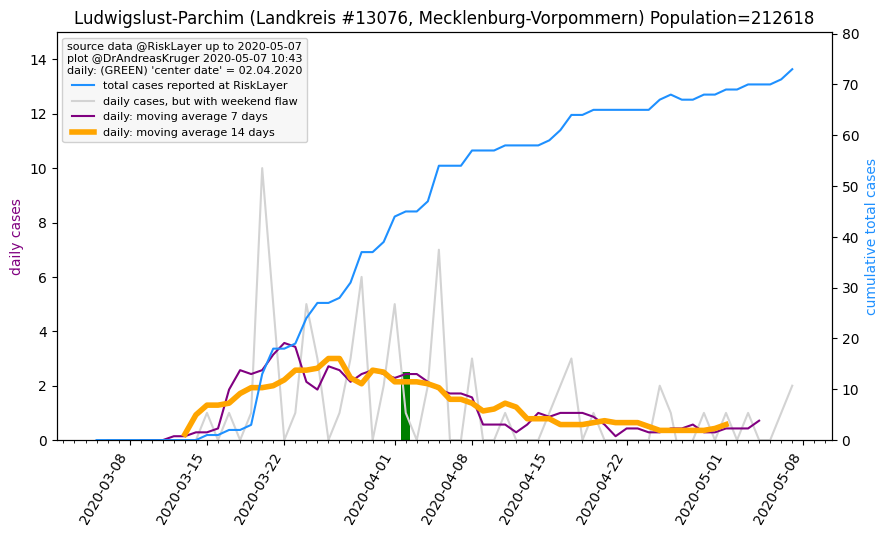 Ludwigslust-Parchim (Landkreis #13076, Mecklenburg-Vorpommern) Population=212618
source data @RiskLayer up to 2020-05-07
plot @DrAndreasKruger 2020-05-07 10:43
daily: (GREEN) 'center date' = 02.04.2020
total cases reported at RiskLayer
daily cases, but with weekend flaw
daily: moving average 7 days
daily: moving average 14 days
daily cases
14
12
10
8
6
4
2
0
80
70
60
50
40
30
20
10
0
cumulative total cases
2020-03-08
2020-03-15
2020-03-22
2020-04-01
2020-04-08
2020-04-15
2020-04-22
2020-05-01
2020-05-08